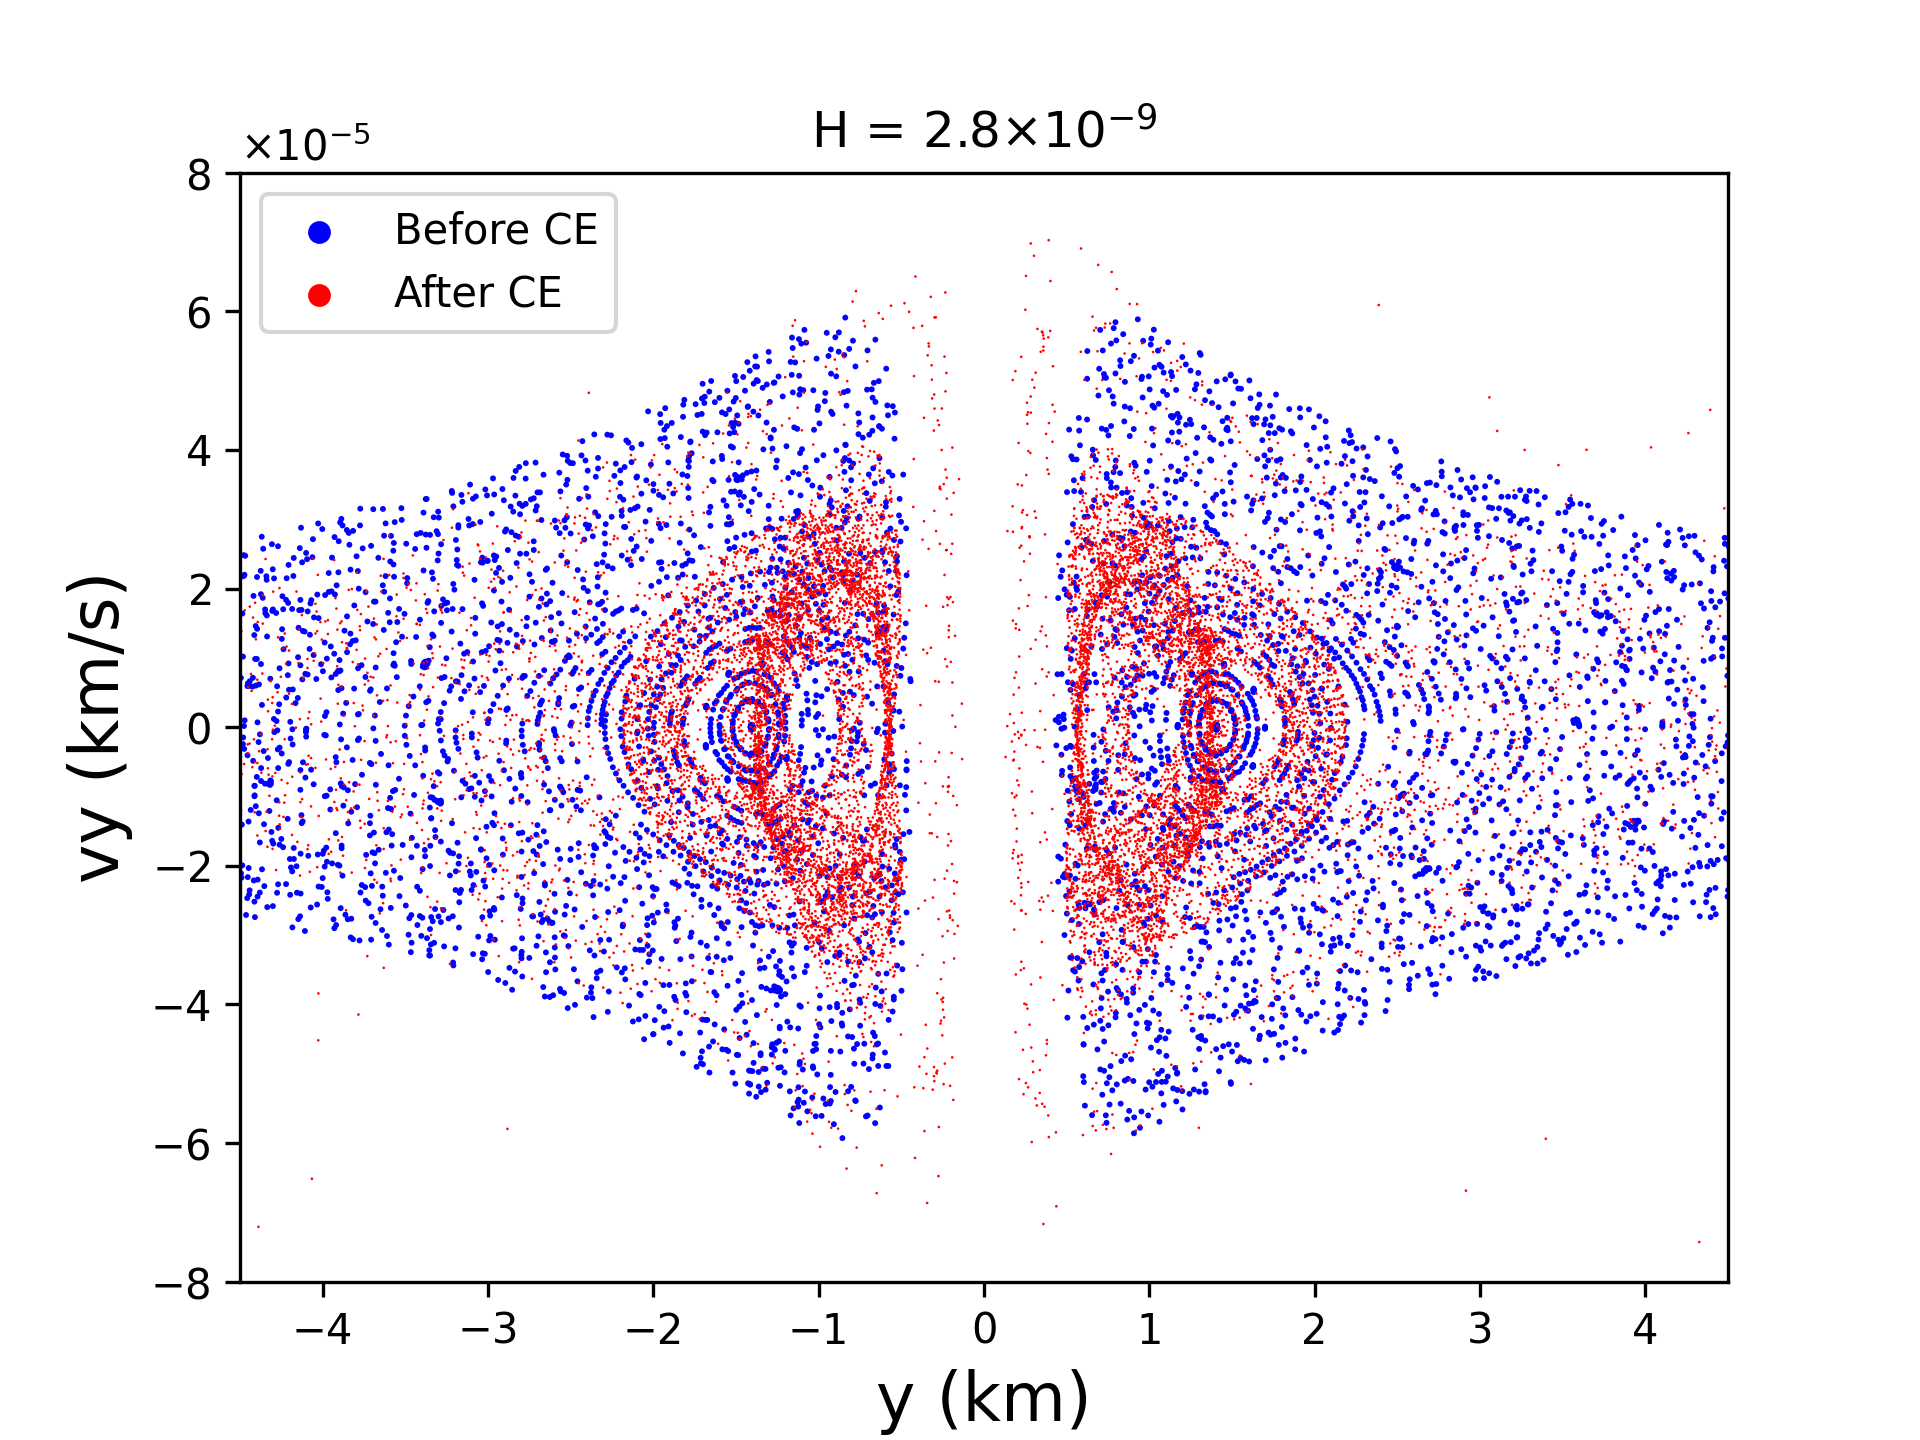 H = 2.8×10⁻⁹
×10⁻⁵
Before CE
After CE
8
6
4
2
0
−2
−4
−6
−8
vy (km/s)
−4 −3 −2 −1 0 1 2 3 4
y (km)